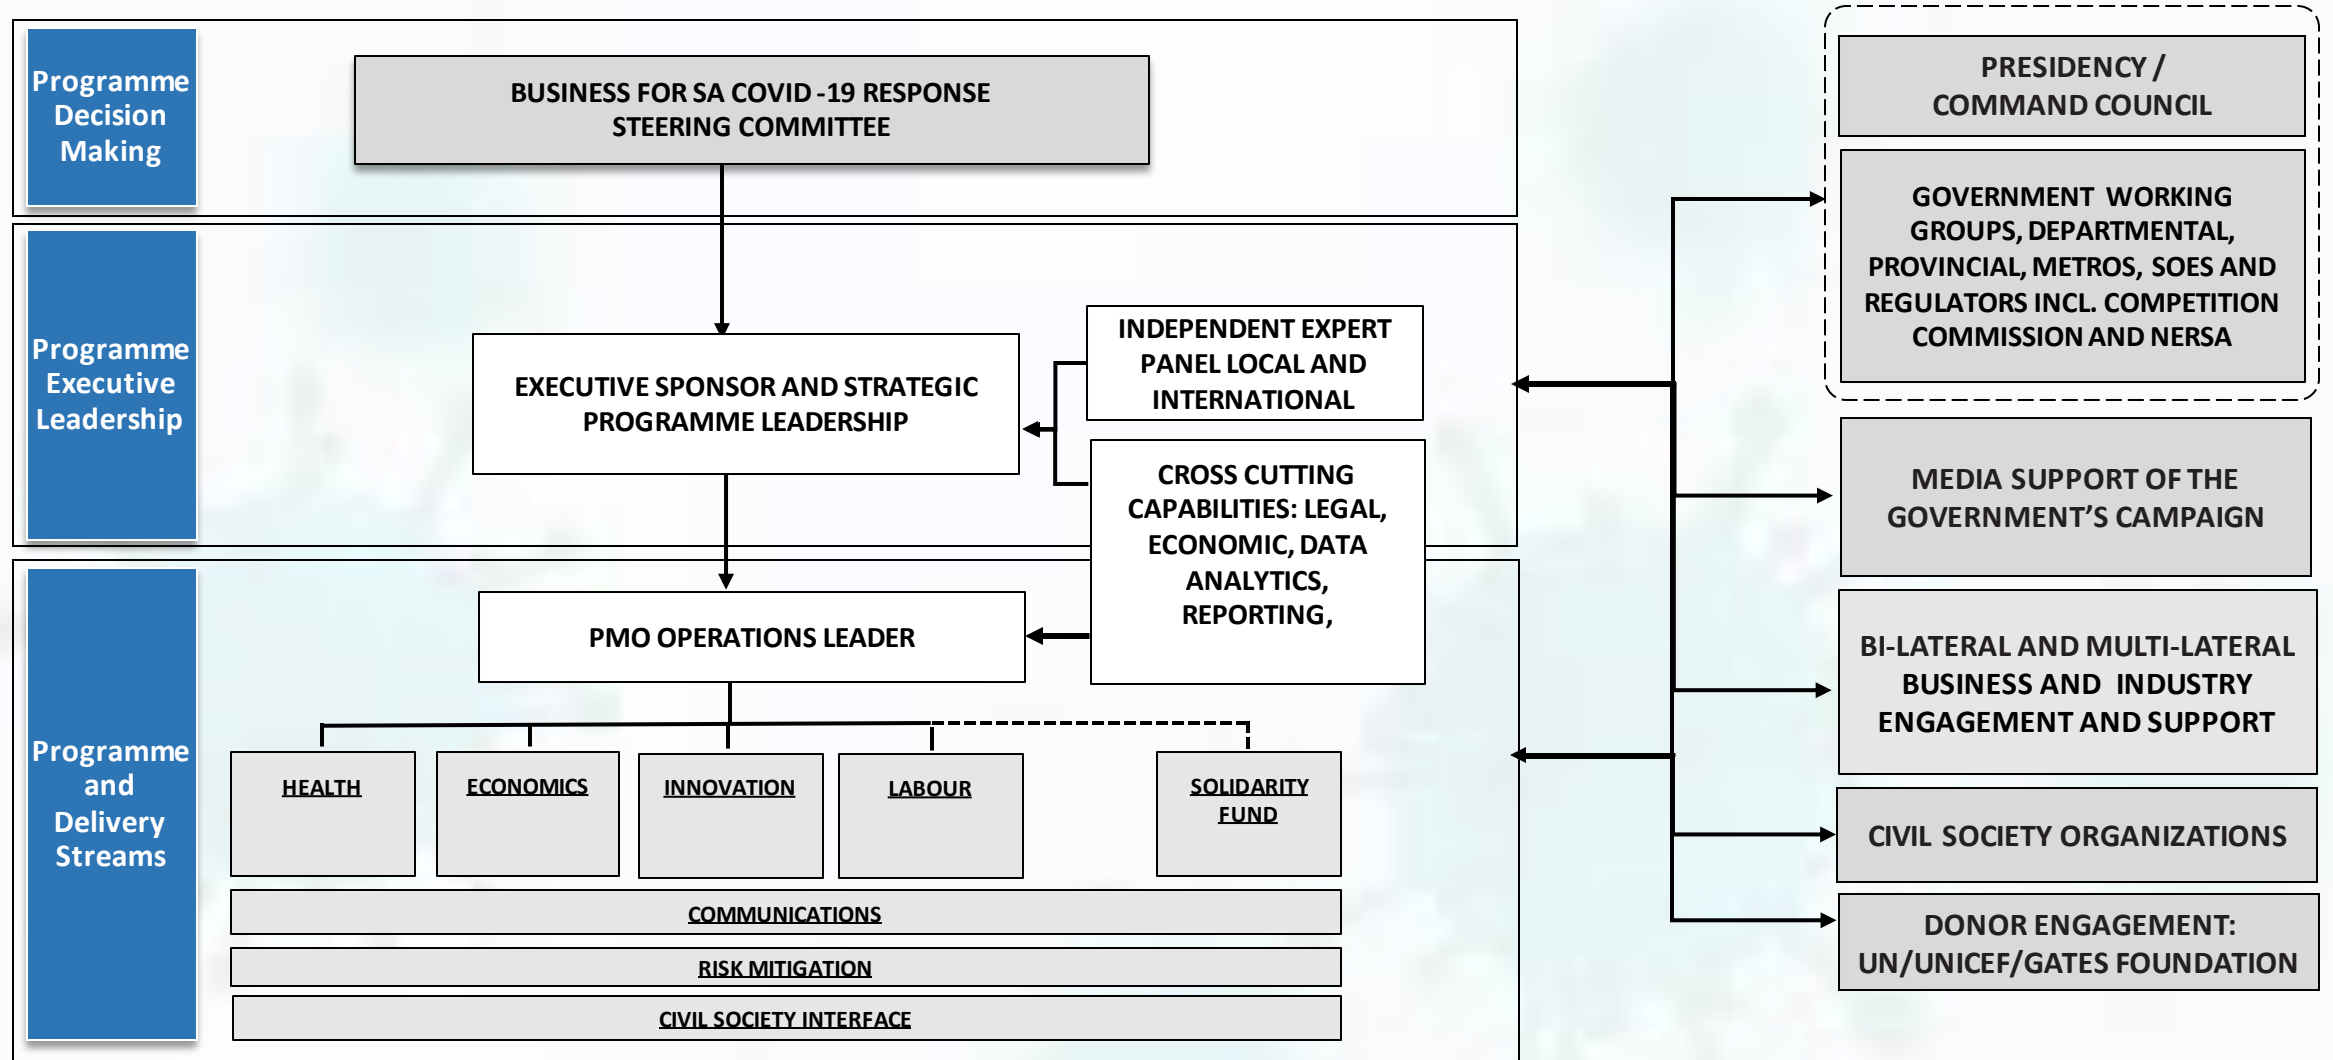 Programme
Decision
Making
BUSINESS FOR SA COVID -19 RESPONSE
STEERING COMMITTEE
Programme
Executive
Leadership
EXECUTIVE SPONSOR AND STRATEGIC
PROGRAMME LEADERSHIP
INDEPENDENT EXPERT
PANEL LOCAL AND
INTERNATIONAL
CROSS CUTTING
CAPABILITIES: LEGAL,
ECONOMIC, DATA
ANALYTICS,
REPORTING,
Programme
and
Delivery
Streams
PMO OPERATIONS LEADER
HEALTH
ECONOMICS
INNOVATION
LABOUR
SOLIDARITY
FUND
COMMUNICATIONS
RISK MITIGATION
CIVIL SOCIETY INTERFACE
PRESIDENCY /
COMMAND COUNCIL
GOVERNMENT WORKING
GROUPS, DEPARTMENTAL,
PROVINCIAL, METROS, SOES AND
REGULATORS INCL. COMPETITION
COMMISSION AND NERSA
MEDIA SUPPORT OF THE
GOVERNMENT’S CAMPAIGN
BI-LATERAL AND MULTI-LATERAL
BUSINESS AND INDUSTRY
ENGAGEMENT AND SUPPORT
CIVIL SOCIETY ORGANIZATIONS
DONOR ENGAGEMENT:
UN/UNICEF/GATES FOUNDATION